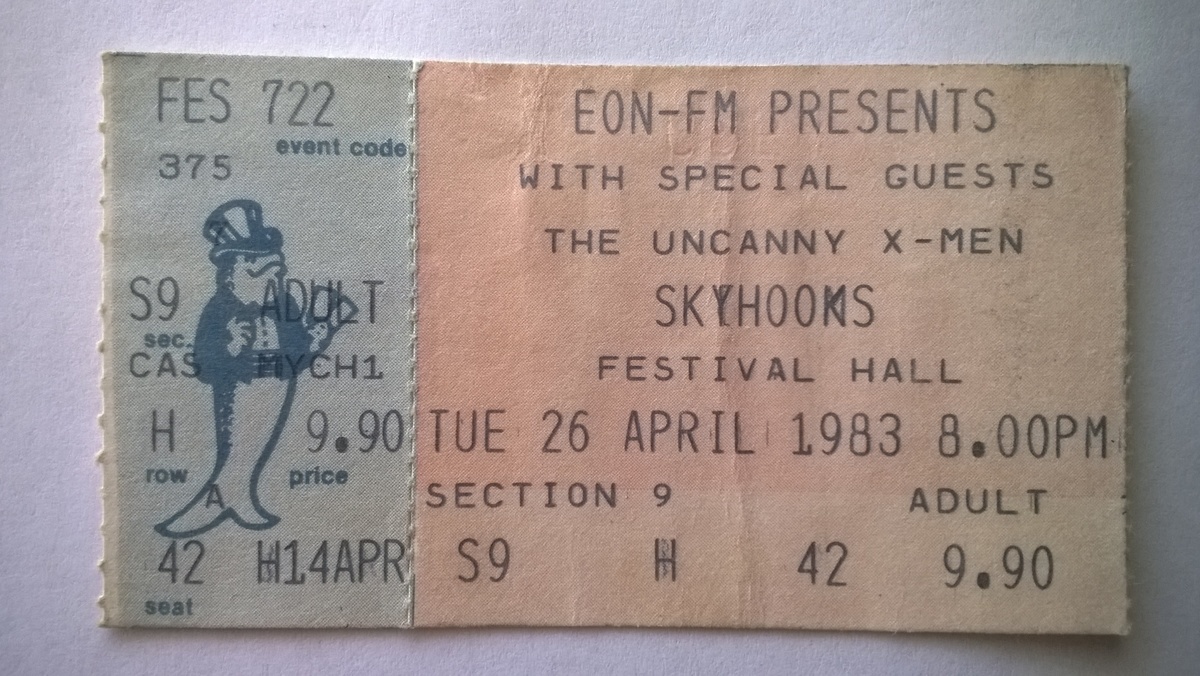 FES 722
event code
375
S9 ADULT
sec.
CAS MYCH1
H 9.90
row price
A
42 H14APR
seat
EON-FM PRESENTS
WITH SPECIAL GUESTS
THE UNCANNY X-MEN
SKYHOOKS
FESTIVAL HALL
TUE 26 APRIL 1983 8.00PM
SECTION 9 ADULT
S9 H 42 9.90